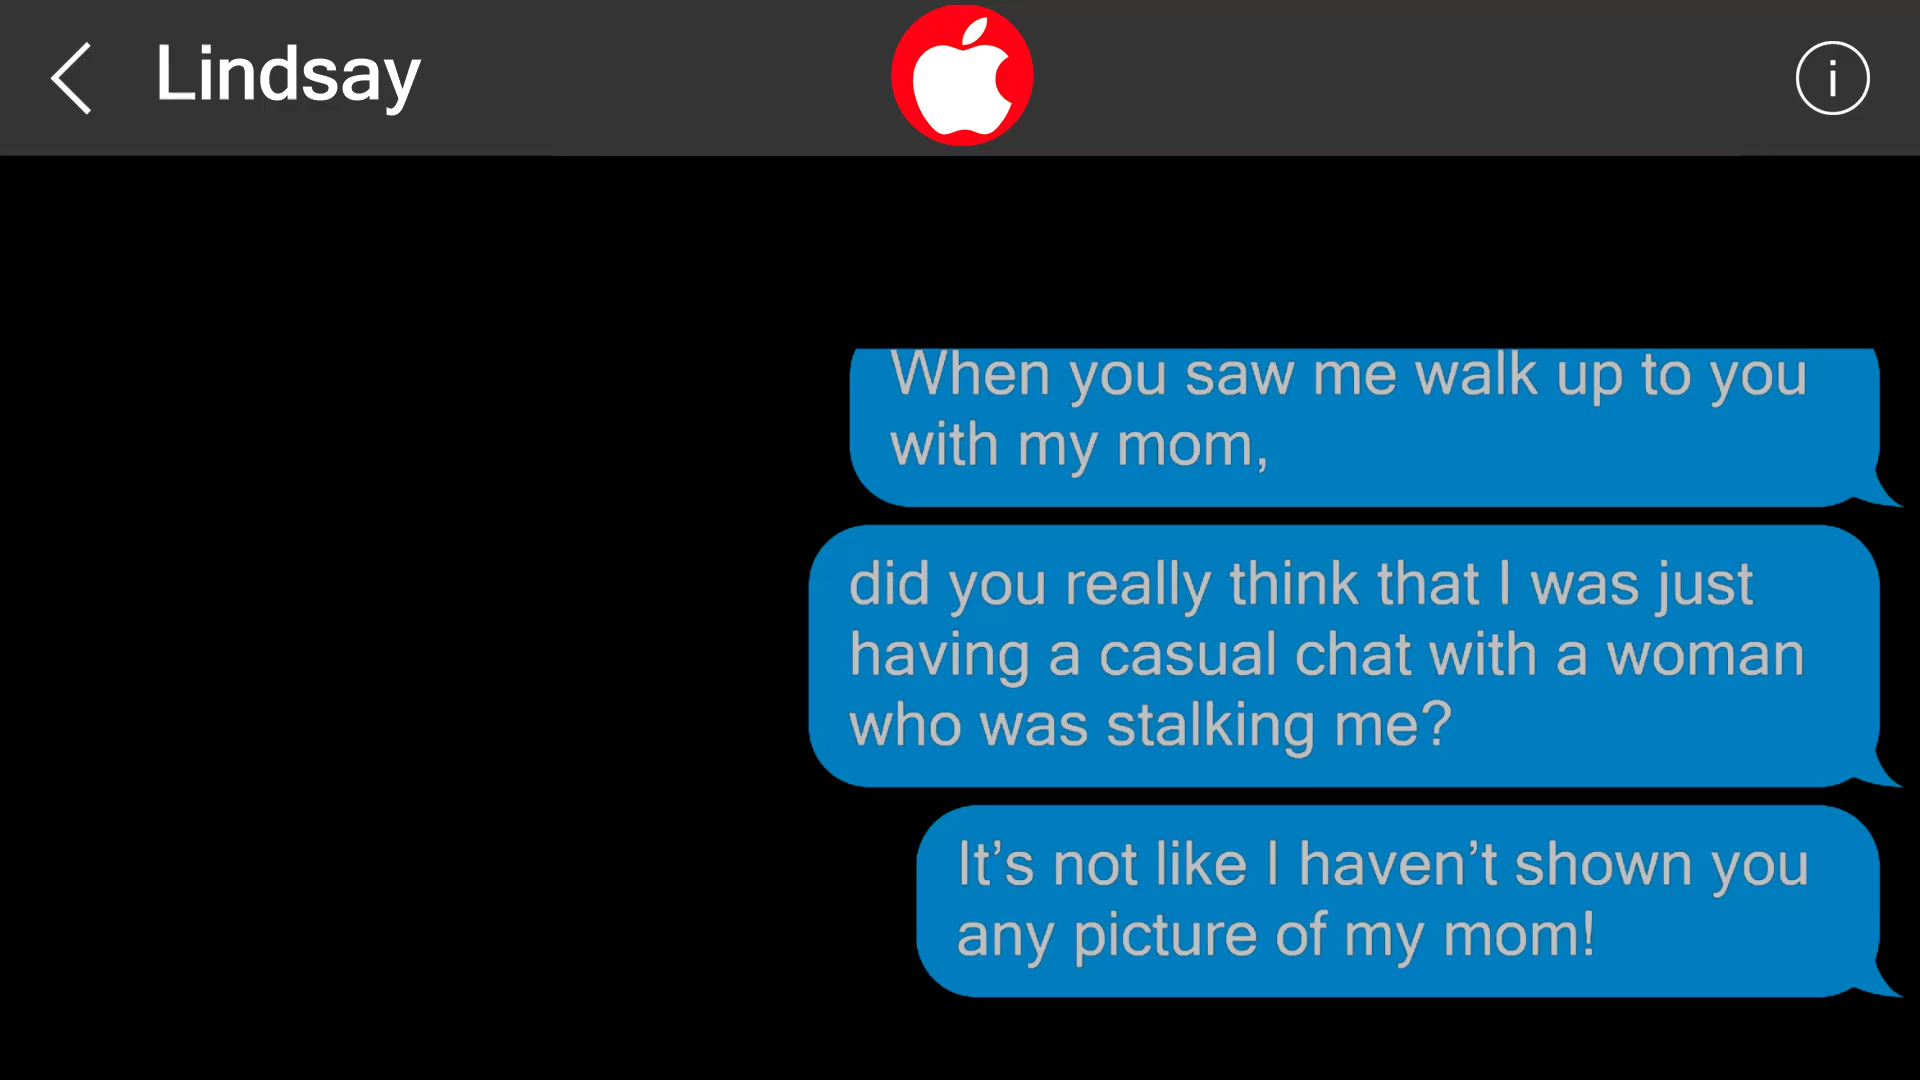 Lindsay
When you saw me walk up to you
with my mom,
did you really think that I was just
having a casual chat with a woman
who was stalking me?
It’s not like I haven’t shown you
any picture of my mom!